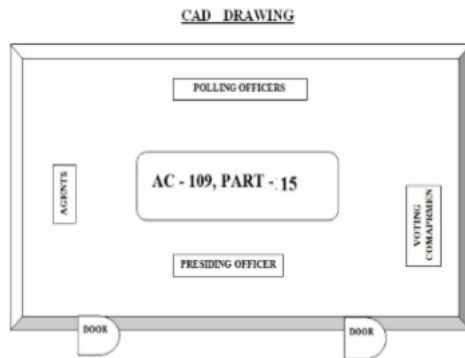 CAD DRAWING
POLLING OFFICERS
AGENTS
AC - 109, PART - 15
VOTING
COMAPRMEN
PRESIDING OFFICER
DOOR
DOOR